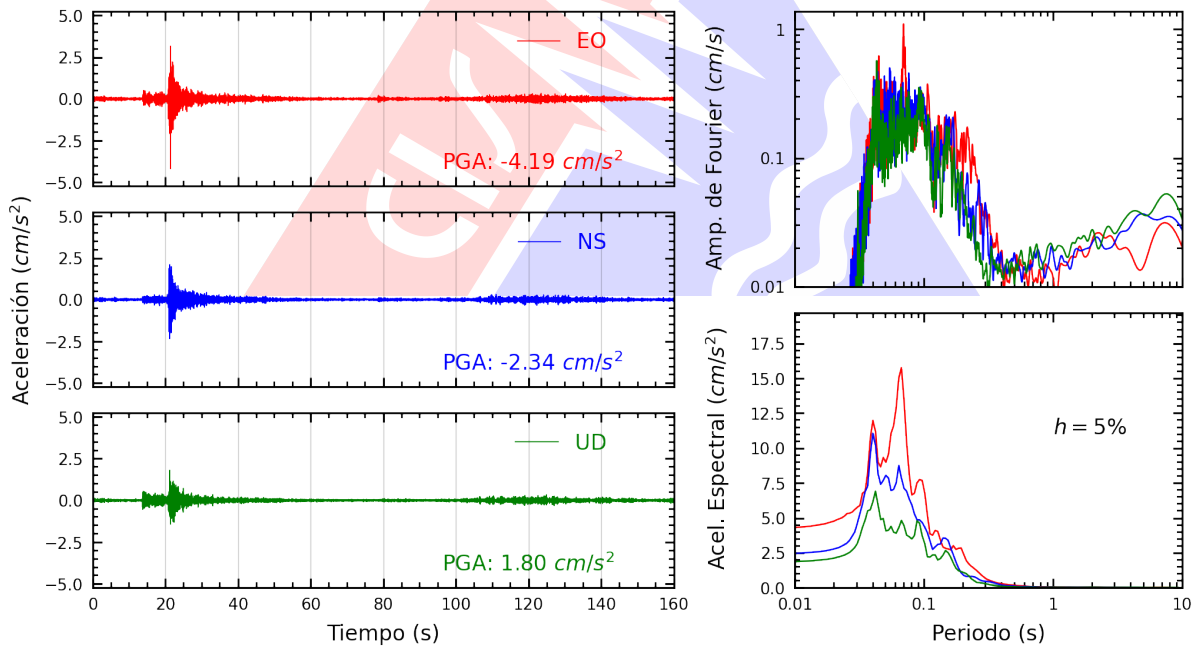 Aceleración (cm/s²)
5.0
2.5
0.0
−2.5
−5.0
EO
PGA: -4.19 cm/s²
5.0
2.5
0.0
−2.5
−5.0
NS
PGA: -2.34 cm/s²
5.0
2.5
0.0
−2.5
−5.0
UD
PGA: 1.80 cm/s²
0 20 40 60 80 100 120 140 160
Tiempo (s)
Amp. de Fourier (cm/s)
1
0.1
0.01
Acel. Espectral (cm/s²)
17.5
15.0
12.5
10.0
7.5
5.0
2.5
0.0
h = 5%
0.01 0.1 1 10
Periodo (s)
CISMID